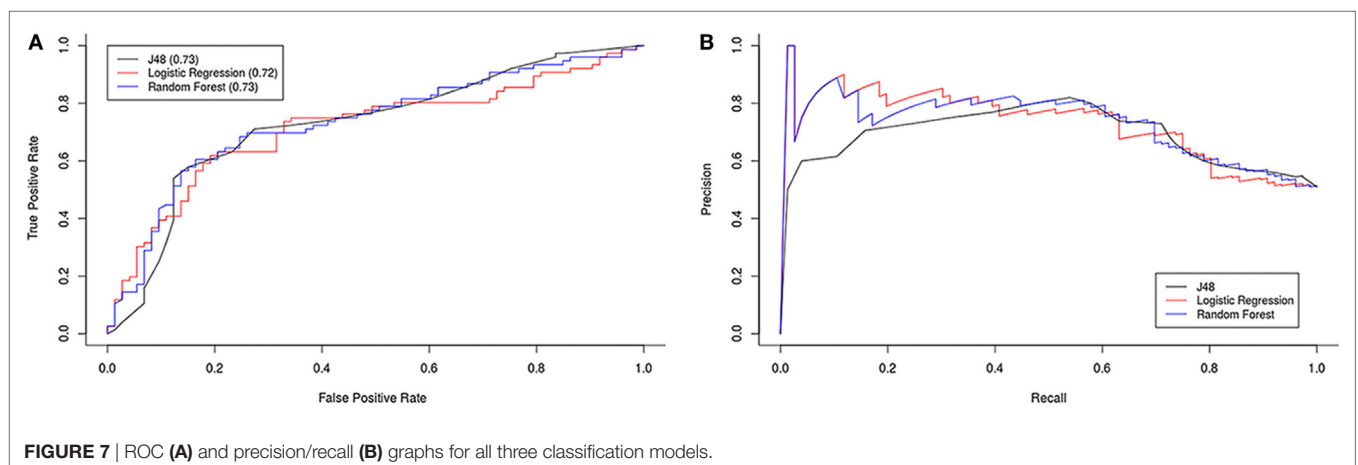 A
J48 (0.73)
Logistic Regression (0.72)
Random Forest (0.73)
True Positive Rate
0.0 0.2 0.4 0.6 0.8 1.0
0.0 0.2 0.4 0.6 0.8 1.0
False Positive Rate
B
Precision
0.0 0.2 0.4 0.6 0.8 1.0
J48
Logistic Regression
Random Forest
0.0 0.2 0.4 0.6 0.8 1.0
Recall
FIGURE 7 | ROC (A) and precision/recall (B) graphs for all three classification models.